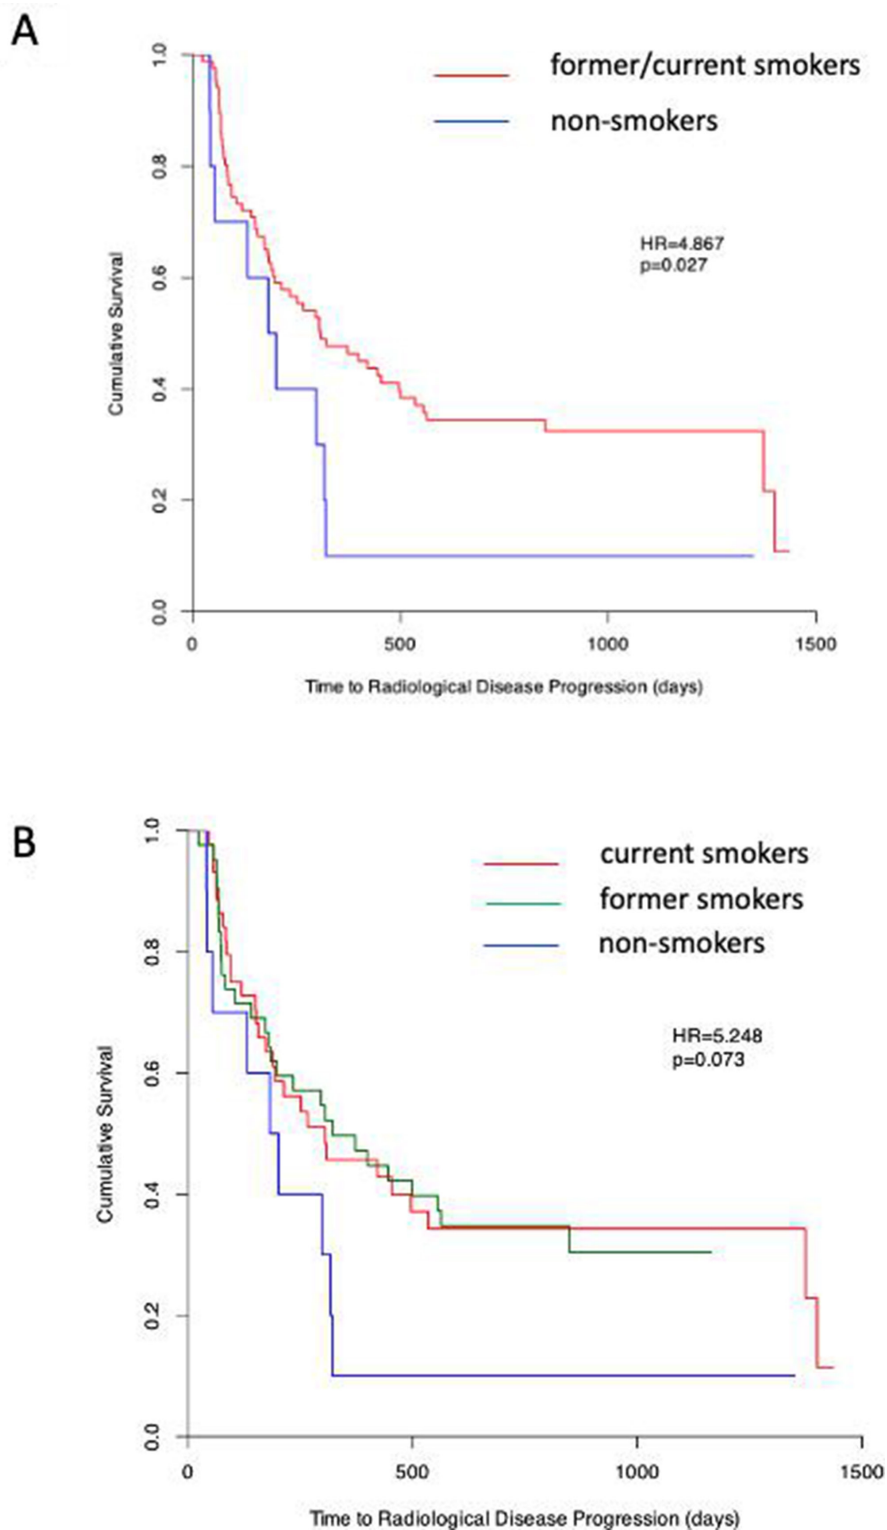 A
former/current smokers
non-smokers
HR=4.867
p=0.027
Cumulative Survival
1.0
0.8
0.6
0.4
0.2
0.0
0 500 1000 1500
Time to Radiological Disease Progression (days)
B
current smokers
former smokers
non-smokers
HR=5.248
p=0.073
Cumulative Survival
1.0
0.8
0.6
0.4
0.2
0.0
0 500 1000 1500
Time to Radiological Disease Progression (days)